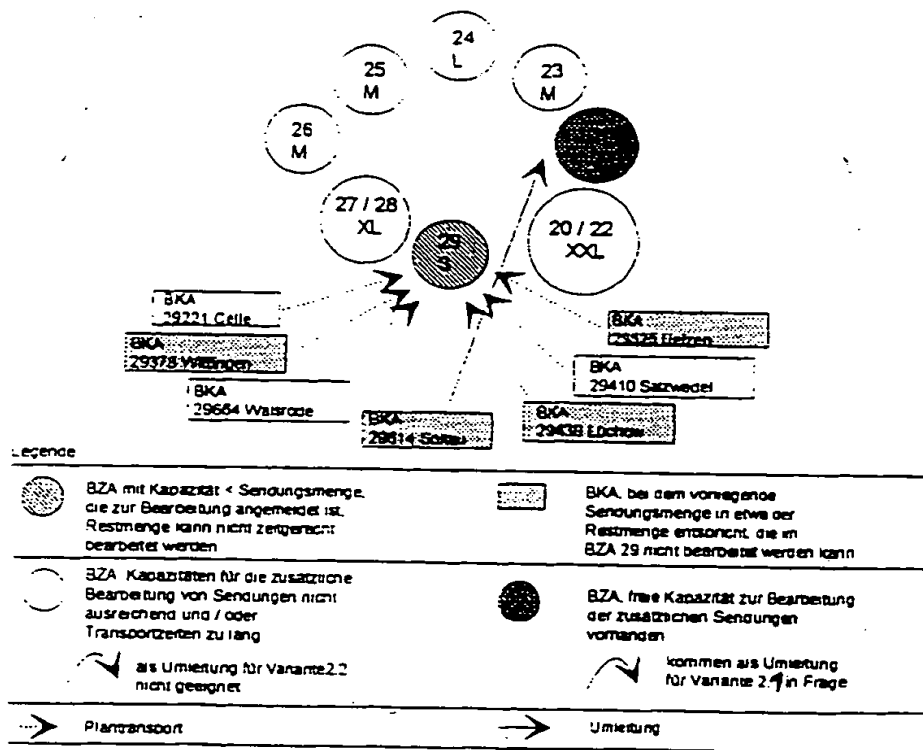 24
L
25
M
23
M
26
M
27 / 28
XL
20 / 22
XXL
29
S
BKA
29221 Celle
BKA
29378 Wittingen
BKA
29664 Walsrode
BKA
29614 Soltau
BKA
29525 Uelzen
BKA
29410 Salzwedel
BKA
29438 Lüchow
Legende
BZA mit Kapazität < Sendungsmenge,
die zur Bearbeitung angemeldet ist,
Restmenge kann nicht zeitgerecht
bearbeitet werden
BKA, bei dem vorliegende
Sendungsmenge in etwa der
Restmenge entspricht, die im
BZA 29 nicht bearbeitet werden kann
BZA, Kapazitäten für die zusätzliche
Bearbeitung von Sendungen nicht
ausreichend und / oder
Transportzeiten zu lang
BZA, freie Kapazität zur Bearbeitung
der zusätzlichen Sendungen
vorhanden
als Umleitung für Variante 2.2
nicht geeignet
kommen als Umleitung
für Variante 2.1 in Frage
Plantransport
Umleitung